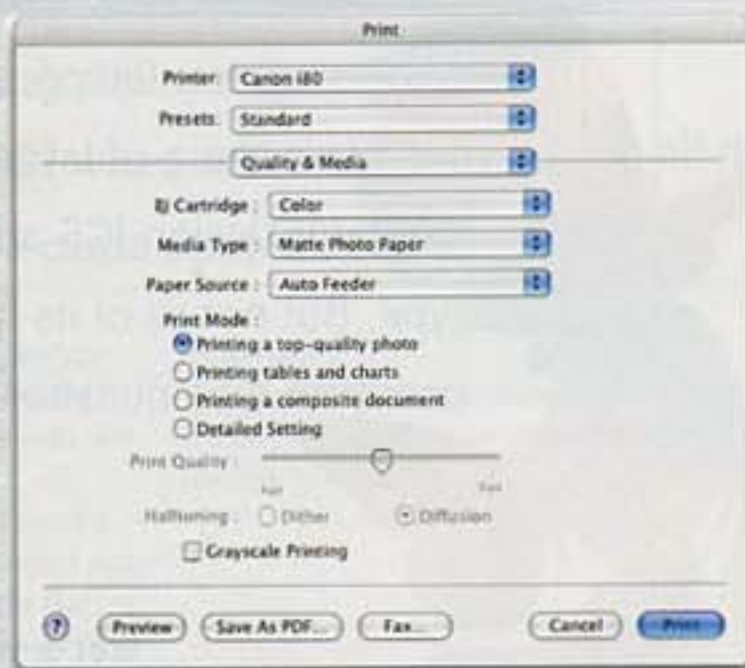 Print
Printer: Canon i80
Presets: Standard
Quality & Media
BJ Cartridge : Color
Media Type : Matte Photo Paper
Paper Source : Auto Feeder
Print Mode :
Printing a top-quality photo
Printing tables and charts
Printing a composite document
Detailed Setting
Print Quality :
Halftoning : Dither Diffusion
Grayscale Printing
? Preview Save As PDF... Fax... Cancel Print